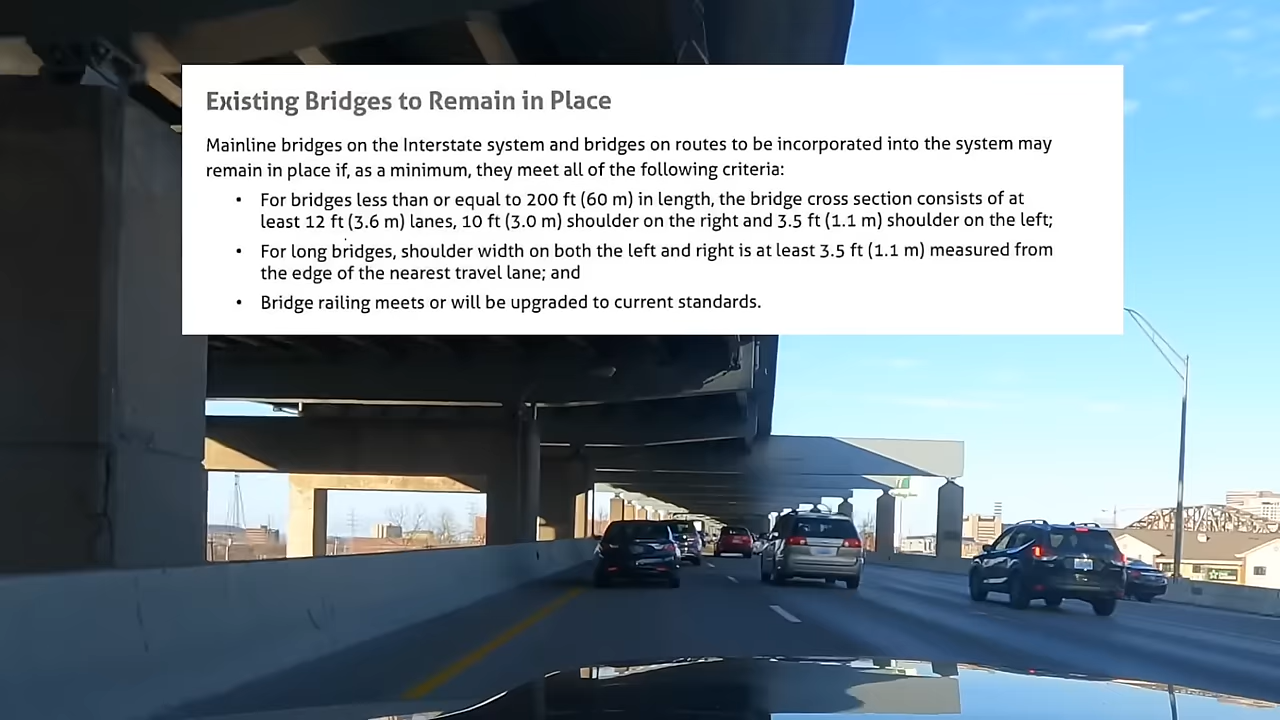 Existing Bridges to Remain in Place
Mainline bridges on the Interstate system and bridges on routes to be incorporated into the system may
remain in place if, as a minimum, they meet all of the following criteria:
• For bridges less than or equal to 200 ft (60 m) in length, the bridge cross section consists of at
least 12 ft (3.6 m) lanes, 10 ft (3.0 m) shoulder on the right and 3.5 ft (1.1 m) shoulder on the left;
• For long bridges, shoulder width on both the left and right is at least 3.5 ft (1.1 m) measured from
the edge of the nearest travel lane; and
• Bridge railing meets or will be upgraded to current standards.